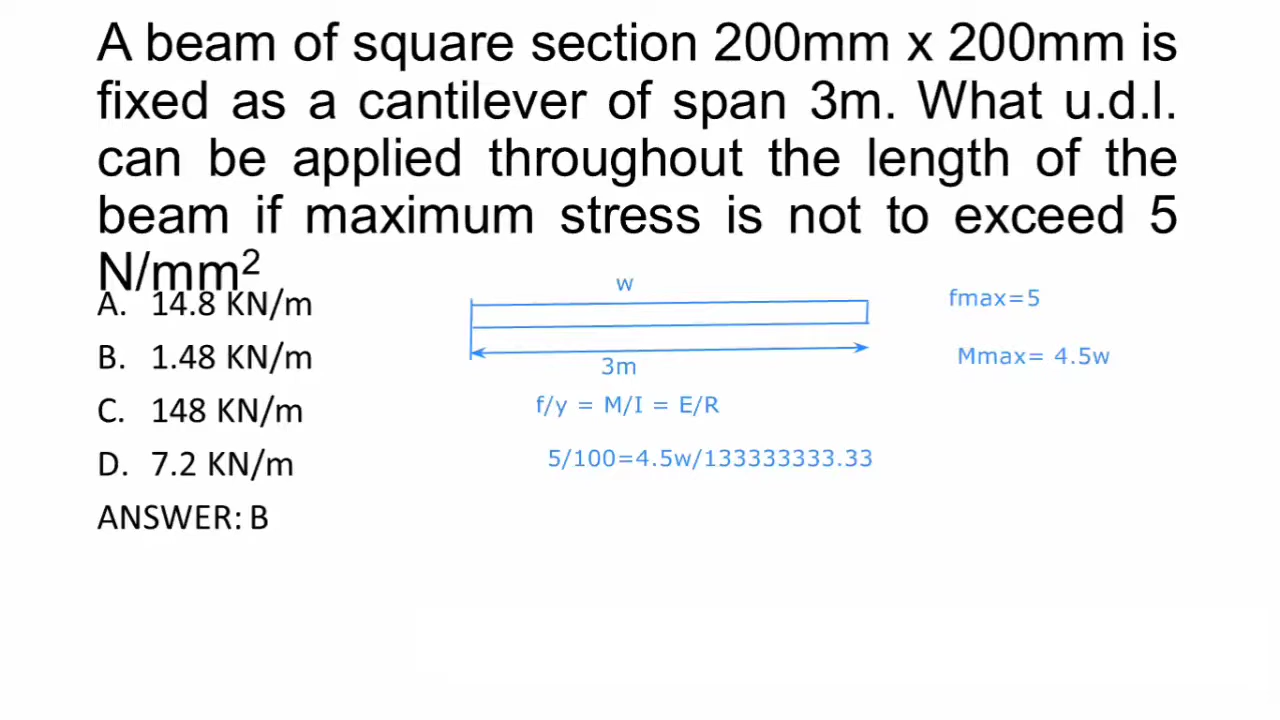 A beam of square section 200mm x 200mm is
fixed as a cantilever of span 3m. What u.d.l.
can be applied throughout the length of the
beam if maximum stress is not to exceed 5
N/mm²
A. 14.8 KN/m
B. 1.48 KN/m
C. 148 KN/m
D. 7.2 KN/m
ANSWER: B
w
3m
fmax=5
Mmax= 4.5w
f/y = M/I = E/R
5/100=4.5w/133333333.33